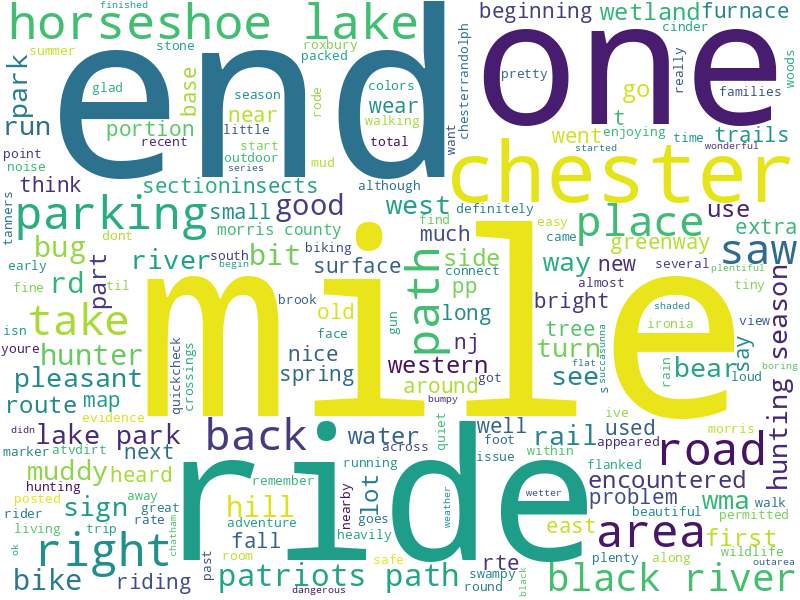 finished
horseshoe lake
end
one
beginning
wetland
furnace
cinder
summer
stone
roxbury
packed
park
glad
base
season
colors
wear
pretty
families
really
woods
chesterrandolph
go
t
run
portion
near
rode
walking
little
total
want
went
enjoying
time
trails
point
recent
start
outdoor
mud
series
started
wonderful
noise
think
sectioninsects
although
chester
tanners
parking
small
good
west
definitely
place
use
extra
dont
morris county
find
easy
bug
bit
biking
much
side
came
greenway
saw
river
south
surface
path
connect
way
new
several
plentiful
early
begin
almost
tiny
rd
part
fine
til
brook
old
gun
pp
long
bright
shaded
view
hunting season
take
isn
face
tree
ironia
youre
quickcheck
crossings
nice
western
nj
turn
say
hunter
spring
around
got
see
succasunna
s
flat
rain
bear
loud
boring
pleasant
map
mile
bumpy
route
evidence
ive
morris
didn
lake park
back
water
quiet
well
rail
used
appeared
road
marker
atvdirt
next
across
foot
issue
within
flanked
muddy
heard
running
encountered
hunting
remember
ride
wetter
problem
beautiful
posted
away
nearby
lot
goes
weather
wma
walk
permitted
sign
great
hill
rider
rate
adventure
heavily
east
area
first
living
trip
chatham
fall
safe
wildlife
ok
right
past
room
rte
plenty
along
outarea
bike
riding
patriots path
swampy
round
black
black river
dangerous